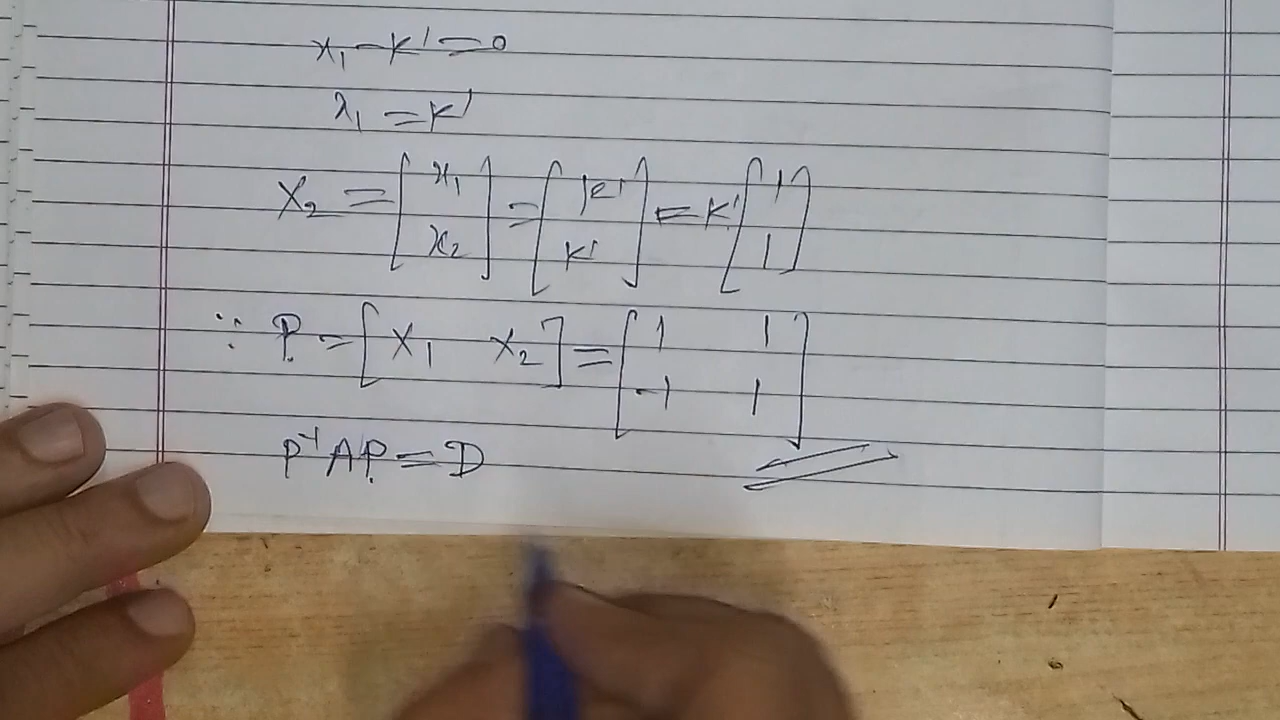 x₁ - k' = 0
x₁ = k'
X₂ = [x₁ x₂] = [k' k'] = k' [1 1]
∵ P = [X₁ X₂] = [1 1 -1 1]
P⁻¹AP = D